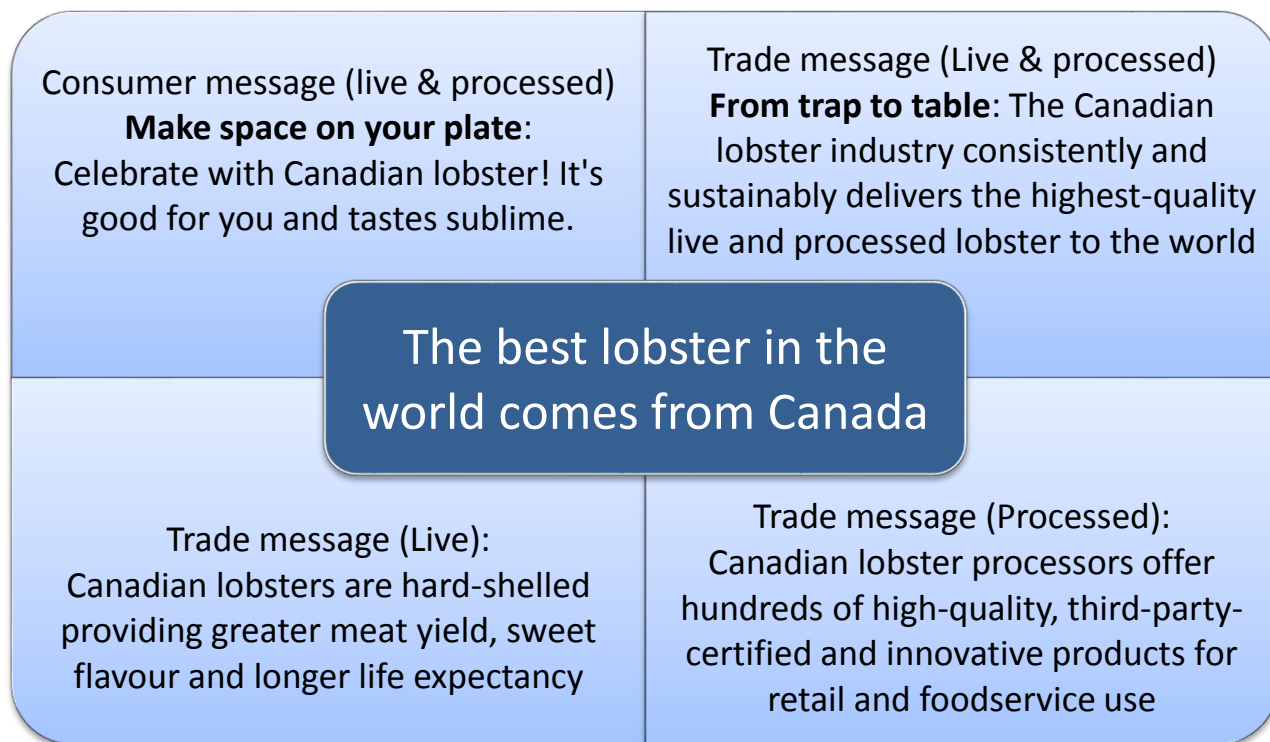 Consumer message (live & processed)
Make space on your plate:
Celebrate with Canadian lobster! It's
good for you and tastes sublime.
Trade message (Live & processed)
From trap to table: The Canadian
lobster industry consistently and
sustainably delivers the highest-quality
live and processed lobster to the world
The best lobster in the
world comes from Canada
Trade message (Live):
Canadian lobsters are hard-shelled
providing greater meat yield, sweet
flavour and longer life expectancy
Trade message (Processed):
Canadian lobster processors offer
hundreds of high-quality, third-party-
certified and innovative products for
retail and foodservice use